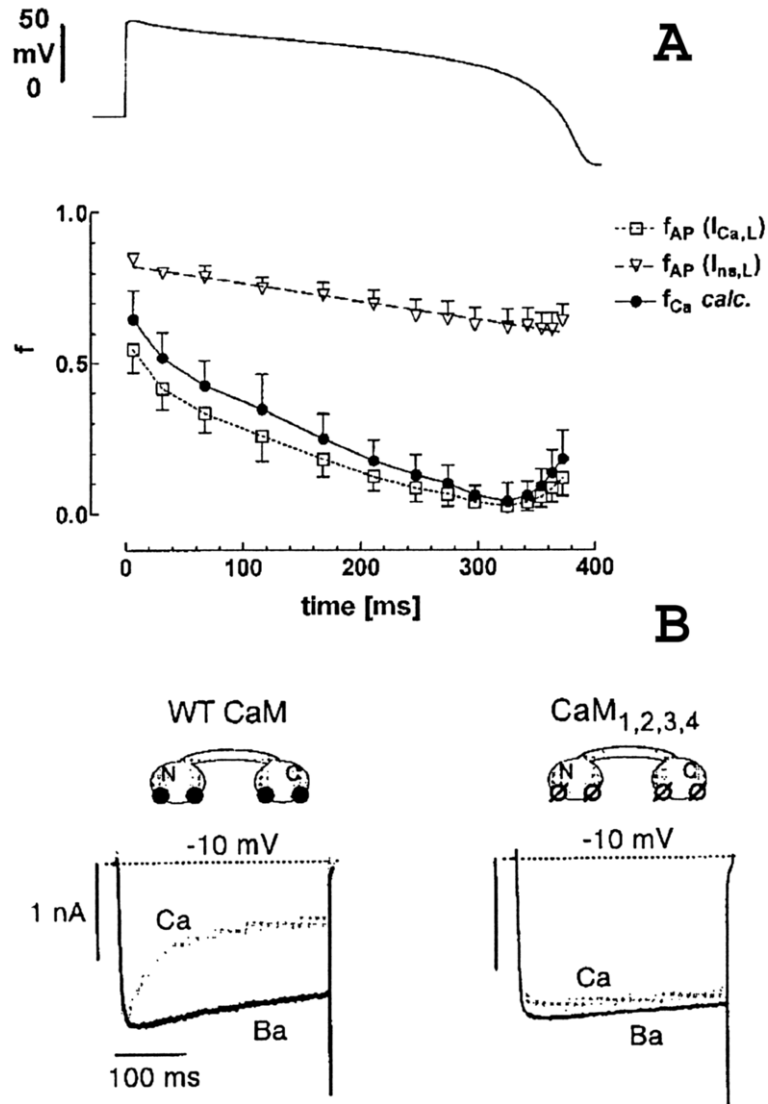 50
mV
0
A
1.0
0.5
0.0
f
f_AP (I_Ca,L)
f_AP (I_ns,L)
f_Ca calc.
0 100 200 300 400
time [ms]
B
WT CaM
CaM1,2,3,4
N C
N C
-10 mV
-10 mV
1 nA
Ca
Ba
Ca
Ba
100 ms